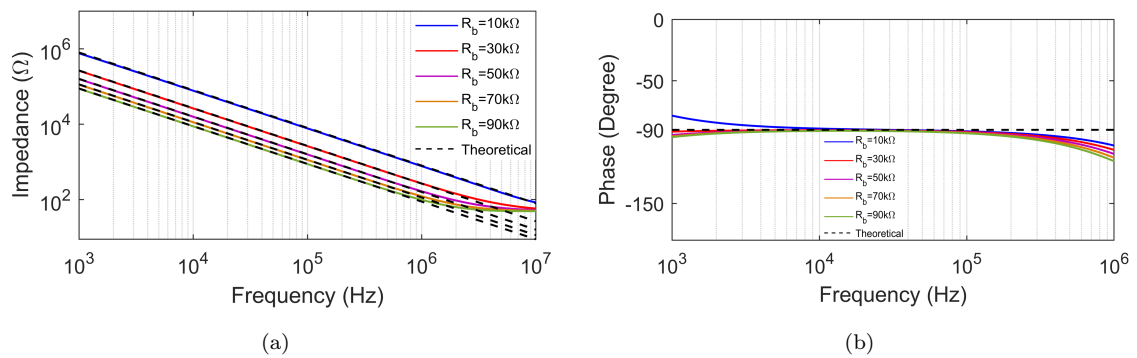 R_b=10kΩ
R_b=30kΩ
R_b=50kΩ
R_b=70kΩ
R_b=90kΩ
Theoretical
10^6
10^4
10^2
Impedance (Ω)
10^3 10^4 10^5 10^6 10^7
Frequency (Hz)
(a)
0
-50
-90
-150
Phase (Degree)
R_b=10kΩ
R_b=30kΩ
R_b=50kΩ
R_b=70kΩ
R_b=90kΩ
Theoretical
10^3 10^4 10^5 10^6
Frequency (Hz)
(b)